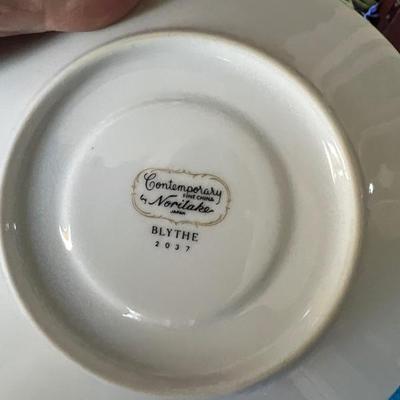 Contemporary
FINE CHINA
by Noritake
JAPAN
BLYTHE
2037